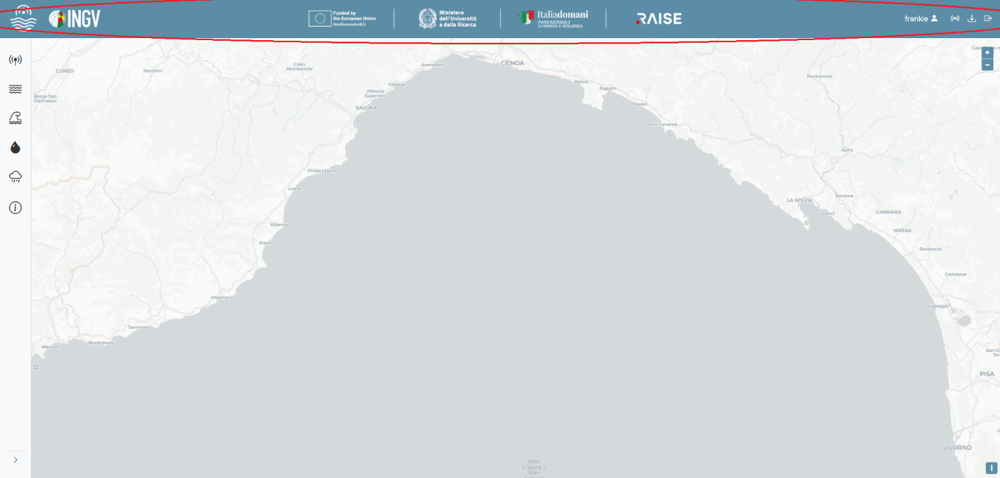 INGV
Funded by
the European Union
NextGenerationEU
Ministero
dell'Università
e della Ricerca
Italiadomani
PIANO NAZIONALE
DI RIPRESA E RESILIENZA
RAISE
frankie
+
−
CUNEO
Mondovì
Cairo
Montenotte
Arenzano
GENOA
Varazze
Recco
Rapallo
Pontremoli
Borgo San
Dalmazzo
Albisola
Superiore
SAVONA
Chiavari
Sestri Levante
Aulla
Finale Ligure
Loano
LA SPEZIA
Sarzana
Lerici
CARRARA
Albenga
MASSA
Alassio
Seravezza
Camaiore
Imperia
Viareggio
Sanremo
Bordighera
Menton
CO
San Gi
Ter
PISA
LIVORNO
Mar
Ligure /
Mer
i